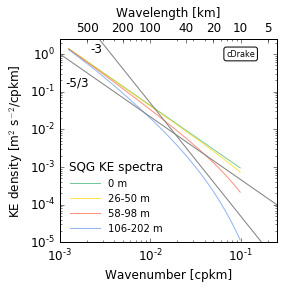 Wavelength [km]
500 200 100 40 20 10 5
-3
cDrake
-5/3
10⁰
10⁻¹
10⁻²
10⁻³
10⁻⁴
10⁻⁵
KE density [m² s⁻²/cpkm]
SQG KE spectra
0 m
26-50 m
58-98 m
106-202 m
10⁻³ 10⁻² 10⁻¹
Wavenumber [cpkm]